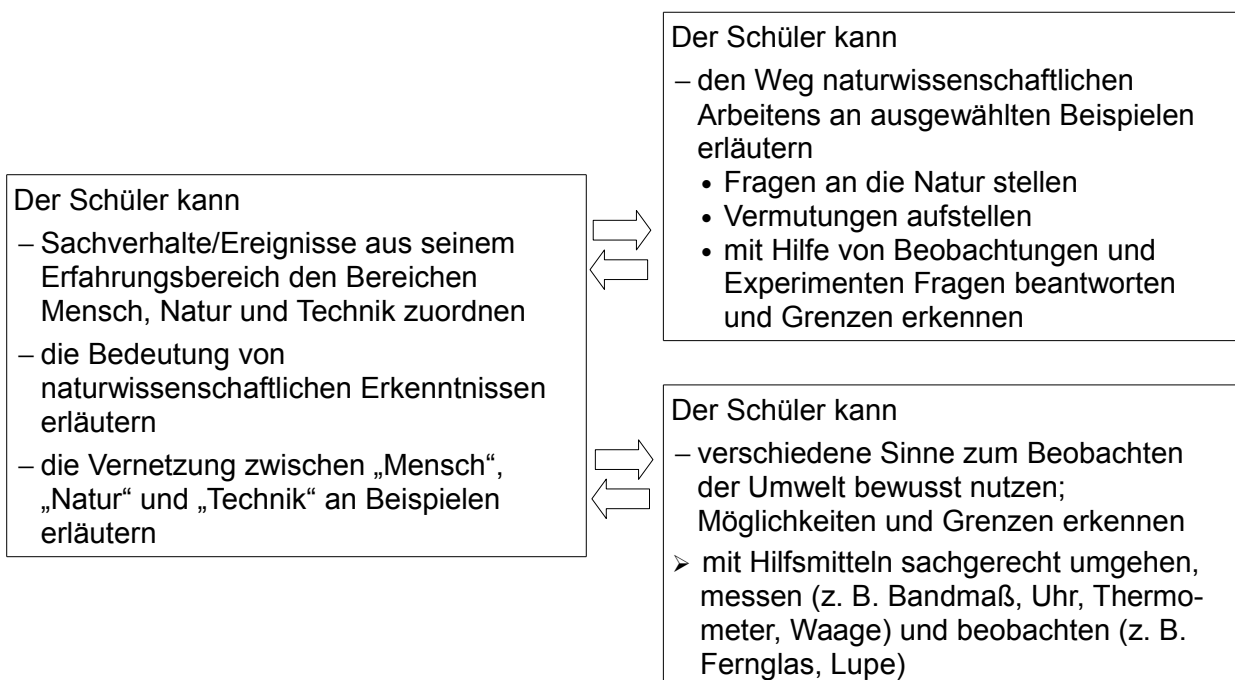 Der Schüler kann
– Sachverhalte/Ereignisse aus seinem
Erfahrungsbereich den Bereichen
Mensch, Natur und Technik zuordnen
– die Bedeutung von
naturwissenschaftlichen Erkenntnissen
erläutern
– die Vernetzung zwischen „Mensch“,
„Natur“ und „Technik“ an Beispielen
erläutern
Der Schüler kann
– den Weg naturwissenschaftlichen
Arbeitens an ausgewählten Beispielen
erläutern
• Fragen an die Natur stellen
• Vermutungen aufstellen
• mit Hilfe von Beobachtungen und
Experimenten Fragen beantworten
und Grenzen erkennen
Der Schüler kann
– verschiedene Sinne zum Beobachten
der Umwelt bewusst nutzen;
Möglichkeiten und Grenzen erkennen
➢ mit Hilfsmitteln sachgerecht umgehen,
messen (z. B. Bandmaß, Uhr, Thermo-
meter, Waage) und beobachten (z. B.
Fernglas, Lupe)